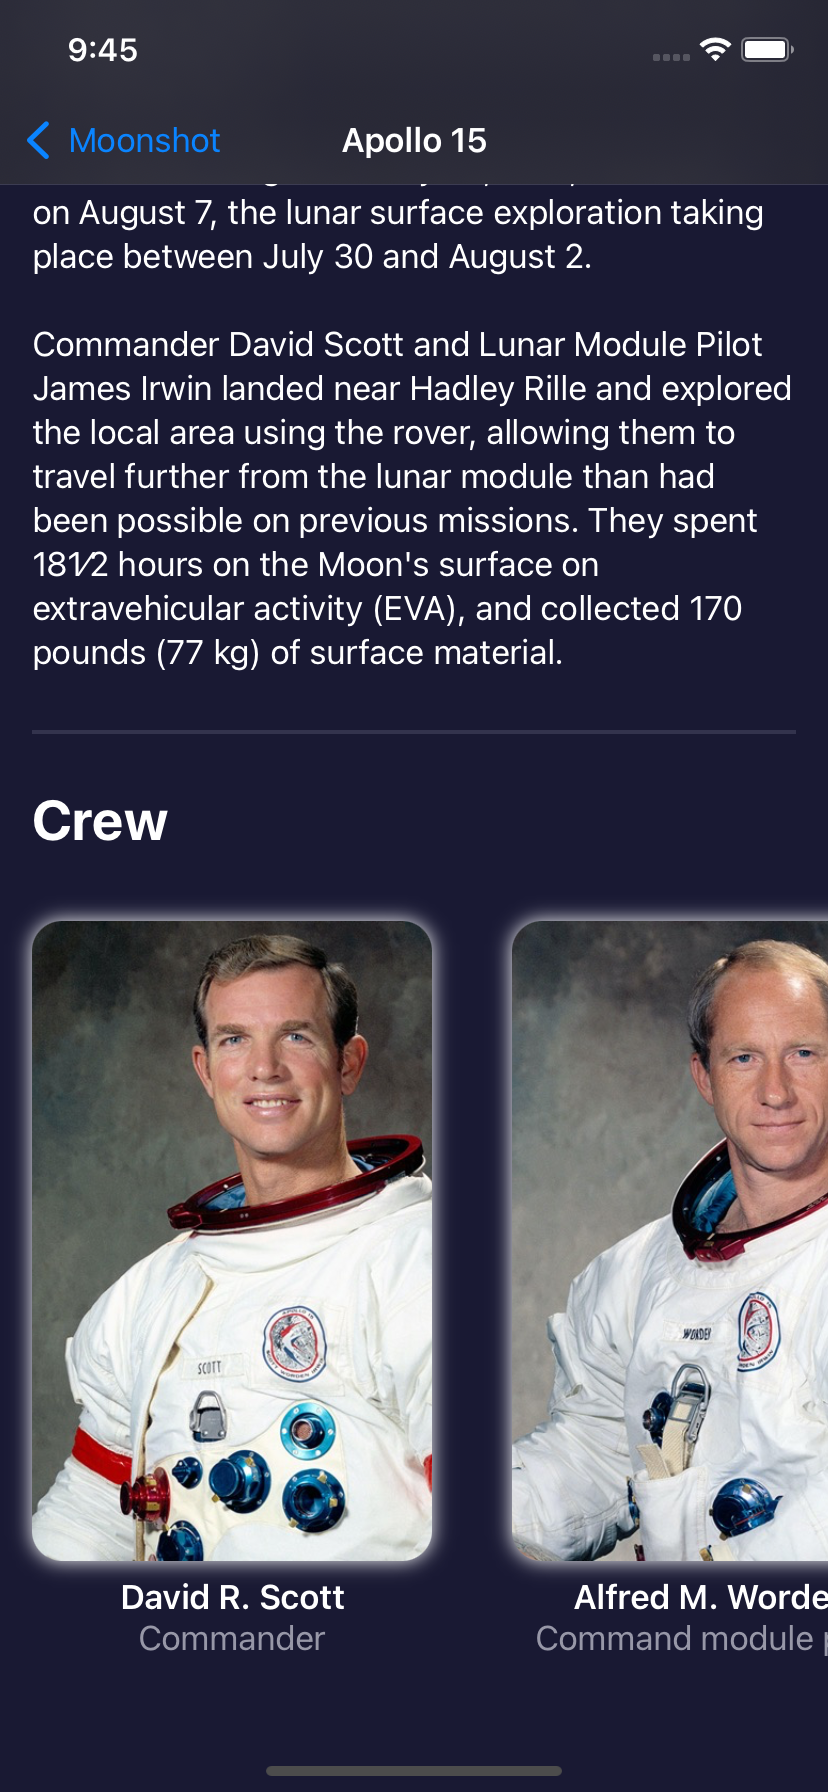 9:45
Moonshot
Apollo 15
on August 7, the lunar surface exploration taking
place between July 30 and August 2.
Commander David Scott and Lunar Module Pilot
James Irwin landed near Hadley Rille and explored
the local area using the rover, allowing them to
travel further from the lunar module than had
been possible on previous missions. They spent
181⁄2 hours on the Moon's surface on
extravehicular activity (EVA), and collected 170
pounds (77 kg) of surface material.
Crew
SCOTT
WORDEN
David R. Scott
Commander
Alfred M. Worde
Command module p